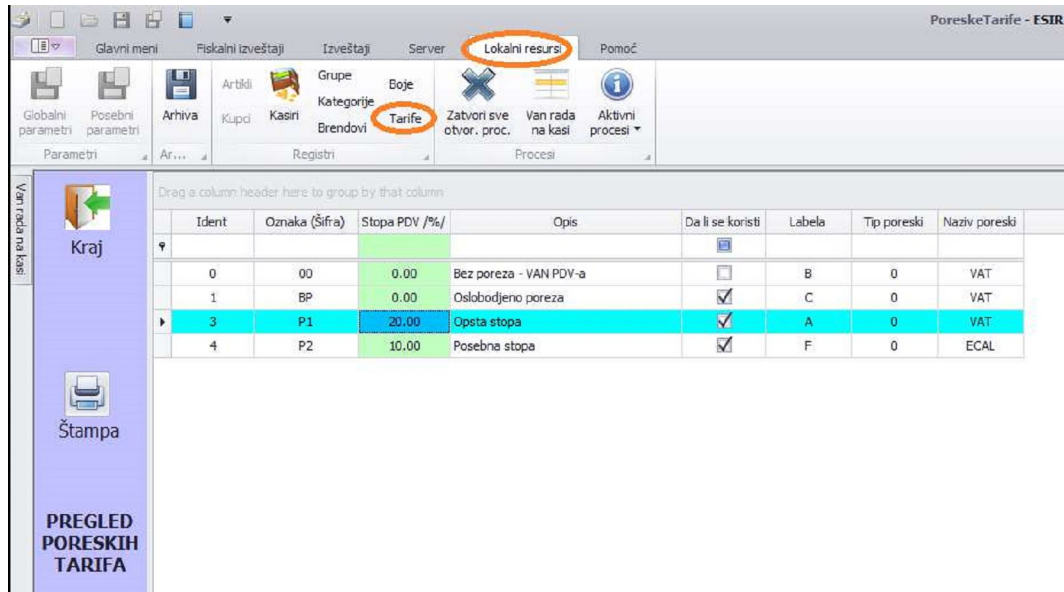 PoreskeTarife - ESIR
Glavni meni Fiskalni izveštaji Izveštaji Server Lokalni resursi Pomoć
Globalni parametri
Posebni parametri
Parametri
Arhiva
Ar...
Artikli
Kupci
Kasiri
Grupe
Kategorije
Brendovi
Boje
Tarife
Registri
Zatvori sve otvor. proc.
Van rada na kasi
Aktivni procesi
Procesi
Van rada na kasi
Kraj
Štampa
PREGLED
PORESKIH
TARIFA
Drag a column header here to group by that column
Ident Oznaka (Šifra) Stopa PDV /%/ Opis Da li se koristi Labela Tip poreski Naziv poreski
0 00 0.00 Bez poreza - VAN PDV-a B 0 VAT
1 BP 0.00 Oslobodjeno poreza C 0 VAT
3 P1 20.00 Opsta stopa A 0 VAT
4 P2 10.00 Posebna stopa F 0 ECAL